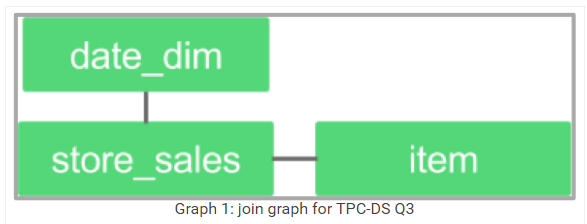 date_dim
store_sales
item
Graph 1: join graph for TPC-DS Q3